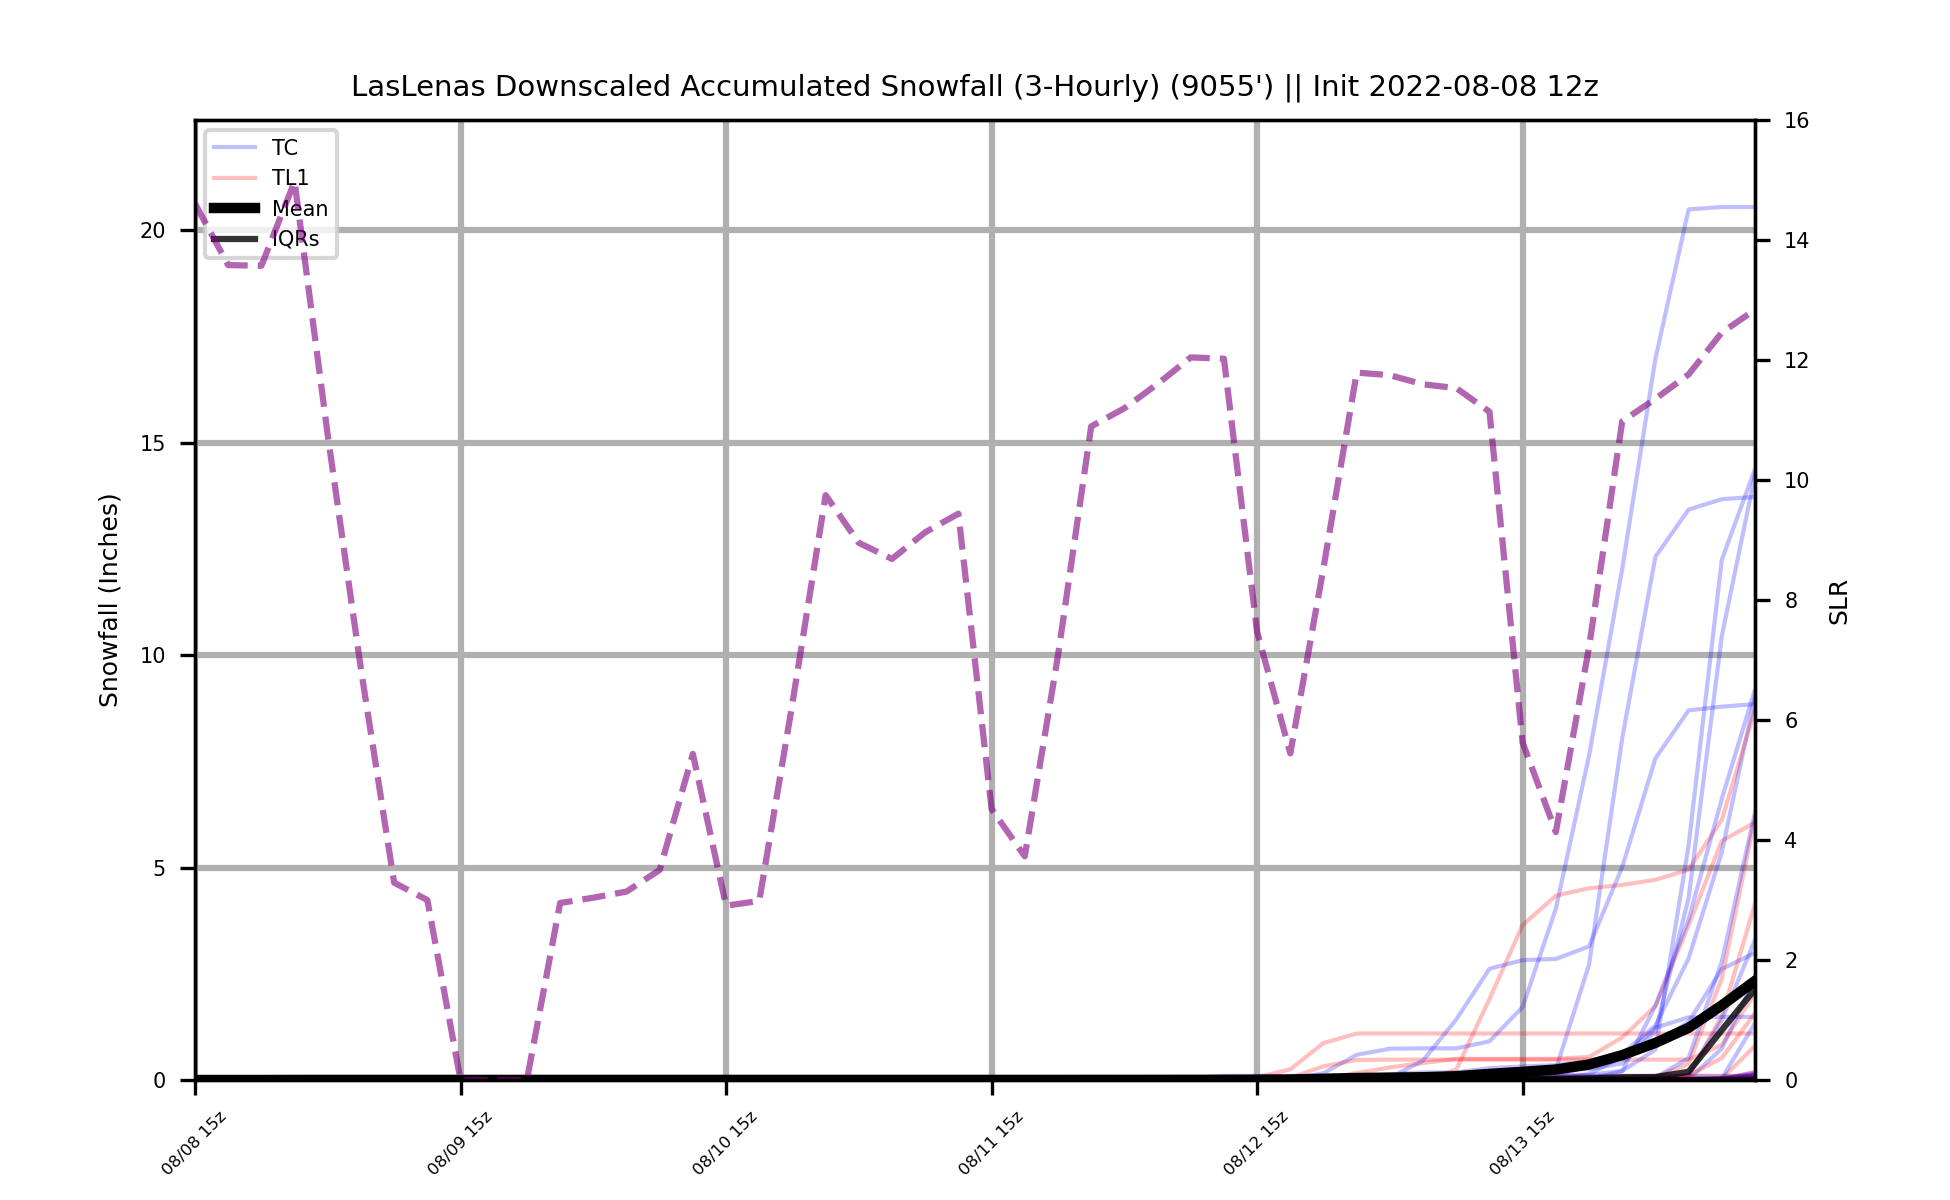 LasLenas Downscaled Accumulated Snowfall (3-Hourly) (9055') || Init 2022-08-08 12z
TC
TL1
Mean
IQRs
Snowfall (Inches)
20
15
10
5
0
16
14
12
10
8
6
4
2
0
SLR
08/08 15z
08/09 15z
08/10 15z
08/11 15z
08/12 15z
08/13 15z